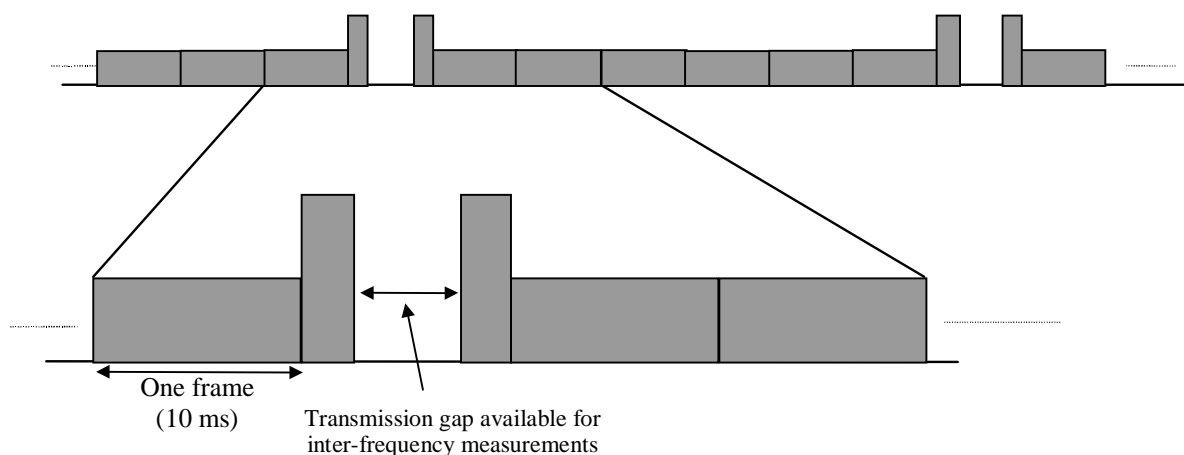 One frame
(10 ms)
Transmission gap available for
inter-frequency measurements